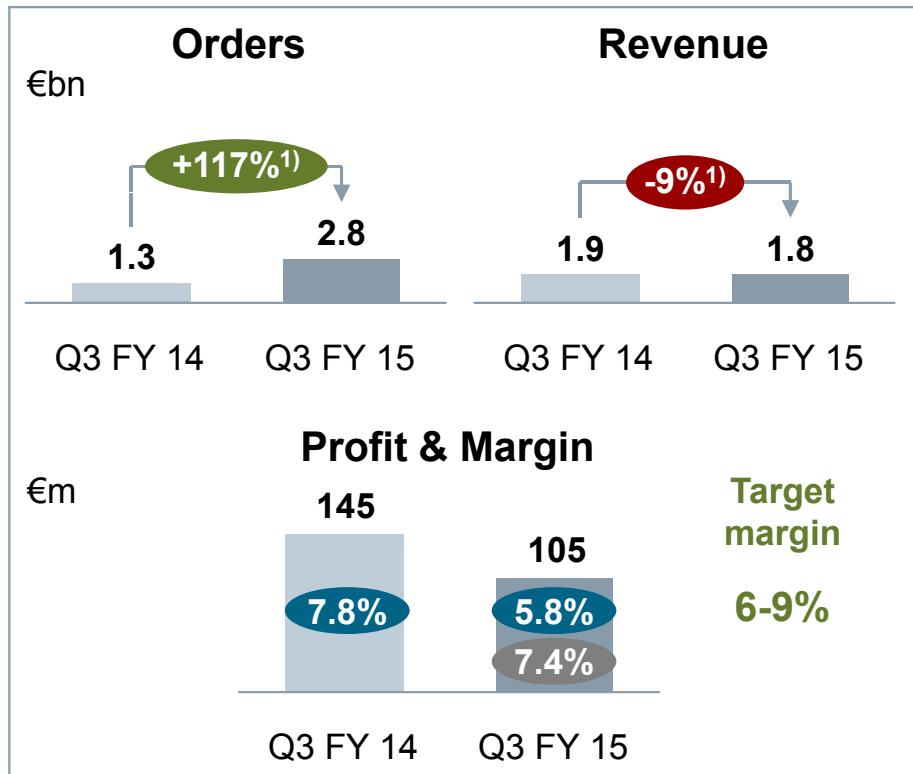 Orders
Revenue
€bn
+117%1)
-9%1)
1.3
2.8
1.9
1.8
Q3 FY 14
Q3 FY 15
Q3 FY 14
Q3 FY 15
Profit & Margin
€m
145
105
Target
margin
7.8%
5.8%
6-9%
7.4%
Q3 FY 14
Q3 FY 15